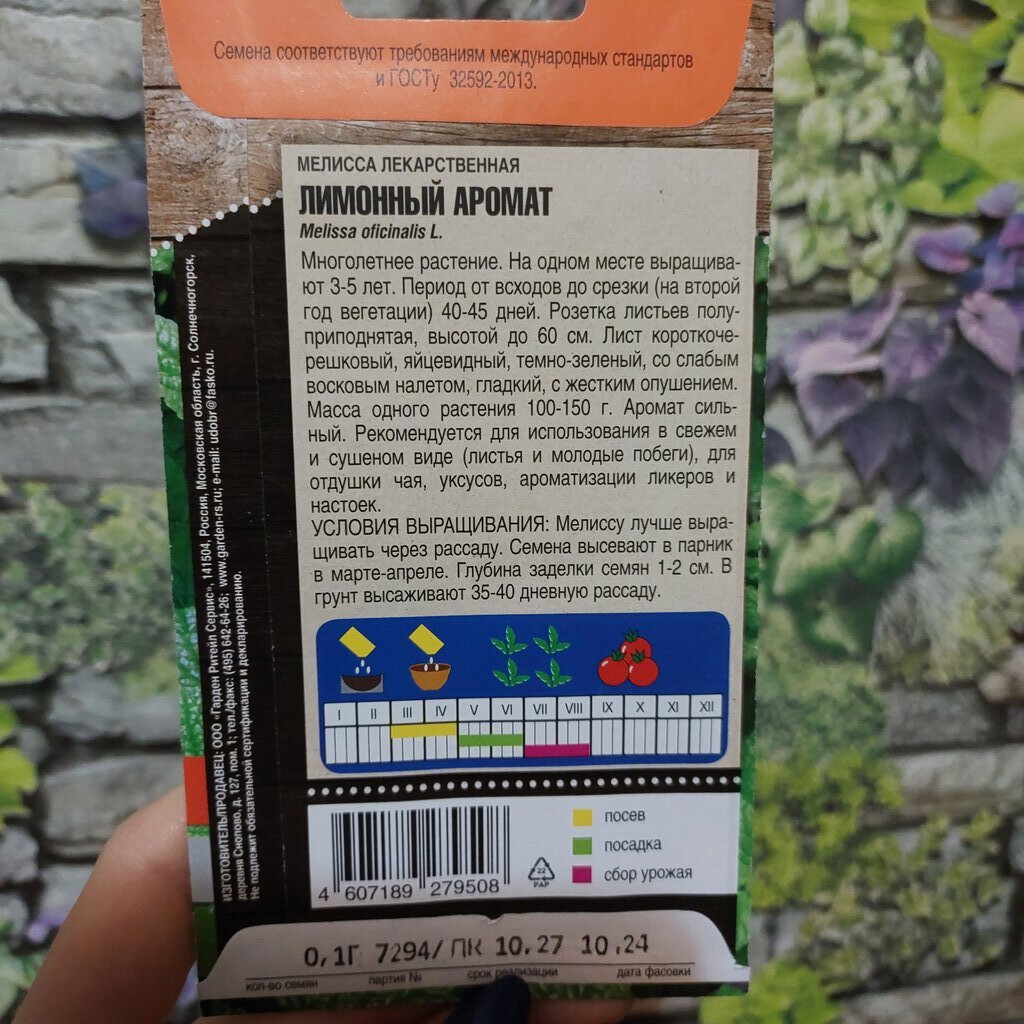 Семена соответствуют требованиям международных стандартов
и ГОСТу 32592-2013.
МЕЛИССА ЛЕКАРСТВЕННАЯ
ЛИМОННЫЙ АРОМАТ
Melissa oficinalis L.
Многолетнее растение. На одном месте выращива-
ют 3-5 лет. Период от всходов до срезки (на второй
год вегетации) 40-45 дней. Розетка листьев полу-
приподнятая, высотой до 60 см. Лист короткоче-
решковый, яйцевидный, темно-зеленый, со слабым
восковым налетом, гладкий, с жестким опушением.
Масса одного растения 100-150 г. Аромат силь-
ный. Рекомендуется для использования в свежем
и сушеном виде (листья и молодые побеги), для
отдушки чая, уксусов, ароматизации ликеров и
настоек.
УСЛОВИЯ ВЫРАЩИВАНИЯ: Мелиссу лучше выра-
щивать через рассаду. Семена высевают в парник
в марте-апреле. Глубина заделки семян 1-2 см. В
грунт высаживают 35-40 дневную рассаду.
I II III IV V VI VII VIII IX X XI XII
посев
посадка
сбор урожая
4 607189 279508
22
PAP
0,1Г 7294/ПК 10.27 10.24
кол-во семян партия № срок реализации дата фасовки
ИЗГОТОВИТЕЛЬ/ПРОДАВЕЦ: ООО «Гарден Ритейл Сервис», 141504, Россия, Московская область, г. Солнечногорск,
деревня Снопово, д. 127, пом. 1; тел./факс: (495) 642-64-26; www.garden-rs.ru; e-mail: udobr@fasko.ru.
Не подлежит обязательной сертификации и декларированию.